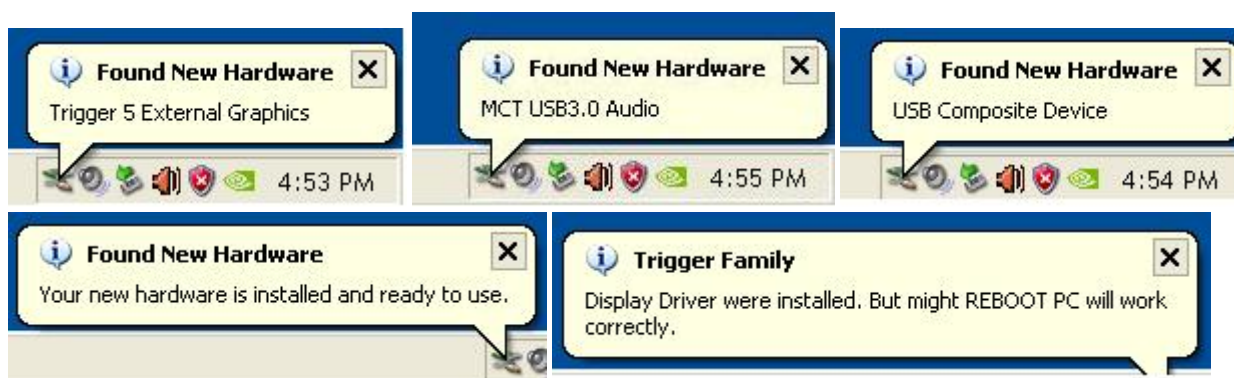 Found New Hardware
Trigger 5 External Graphics
4:53 PM
Found New Hardware
MCT USB3.0 Audio
4:55 PM
Found New Hardware
USB Composite Device
4:54 PM
Found New Hardware
Your new hardware is installed and ready to use.
Trigger Family
Display Driver were installed. But might REBOOT PC will work
correctly.